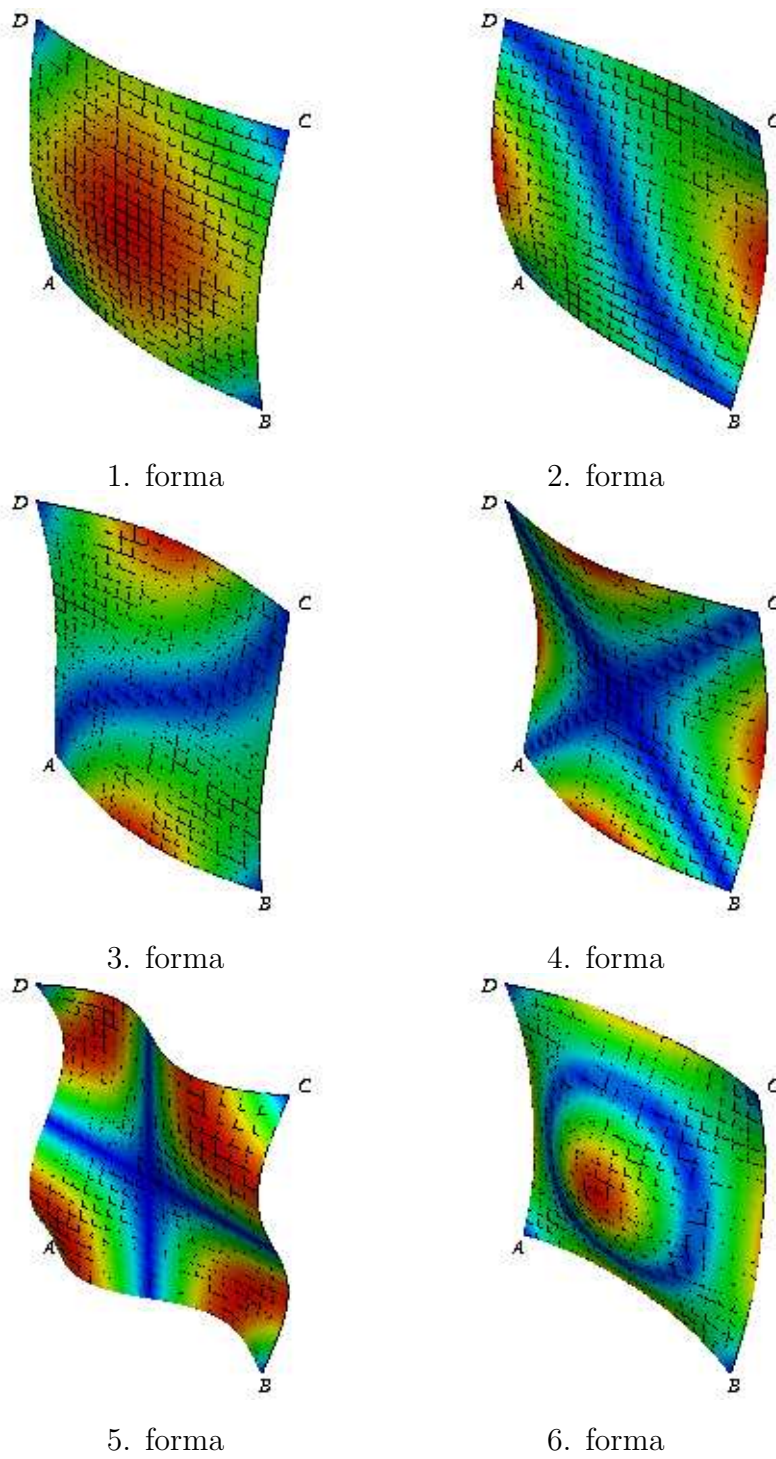 D D
C C
A A
B B
1. forma 2. forma
D D
C C
A A
B B
3. forma 4. forma
D D
C C
A A
B B
5. forma 6. forma